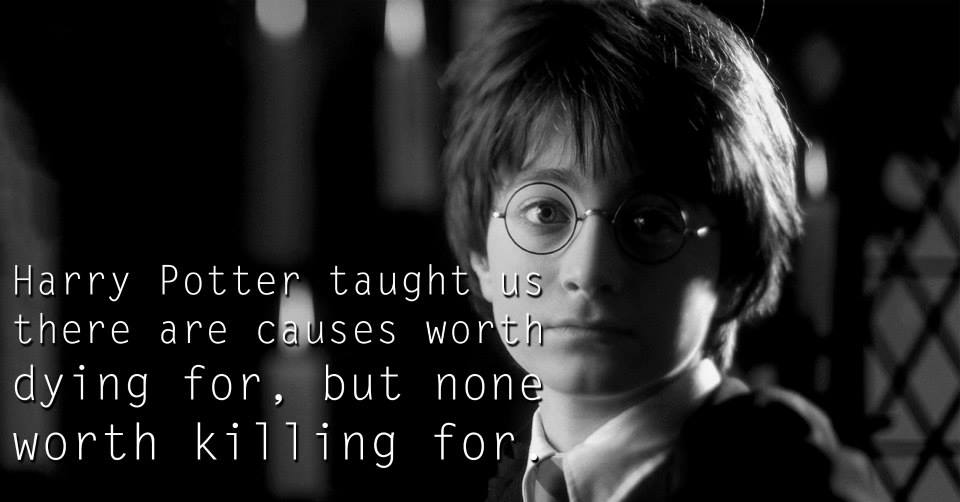 Harry Potter taught us
there are causes worth
dying for, but none
worth killing for.